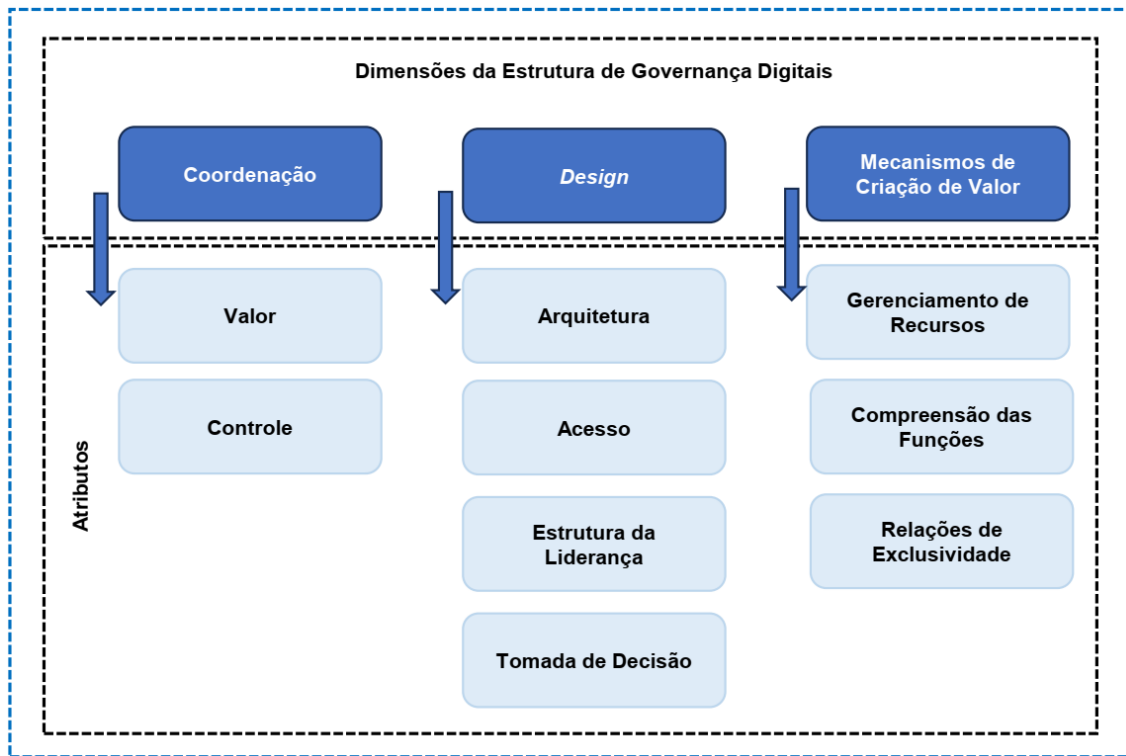 Dimensões da Estrutura de Governança Digitais
Coordenação
Design
Mecanismos de
Criação de Valor
Atributos
Valor
Controle
Arquitetura
Acesso
Estrutura da
Liderança
Tomada de Decisão
Gerenciamento de
Recursos
Compreensão das
Funções
Relações de
Exclusividade